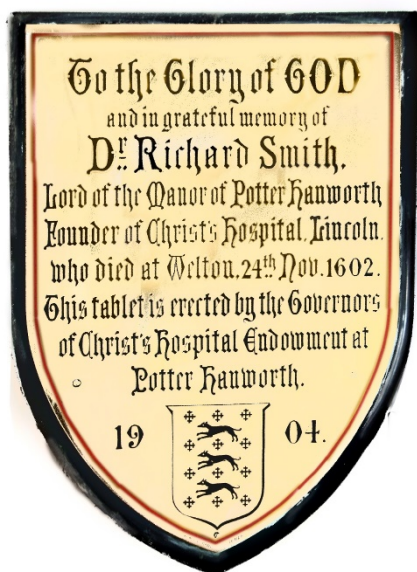 To the Glory of GOD
and in grateful memory of
Dr. Richard Smith,
Lord of the Manor of Potter Hanworth
Founder of Christ's Hospital, Lincoln.
who died at Welton, 24th Nov. 1602.
This tablet is erected by the Governors
of Christ's Hospital Endowment at
Potter Hanworth.
1904.